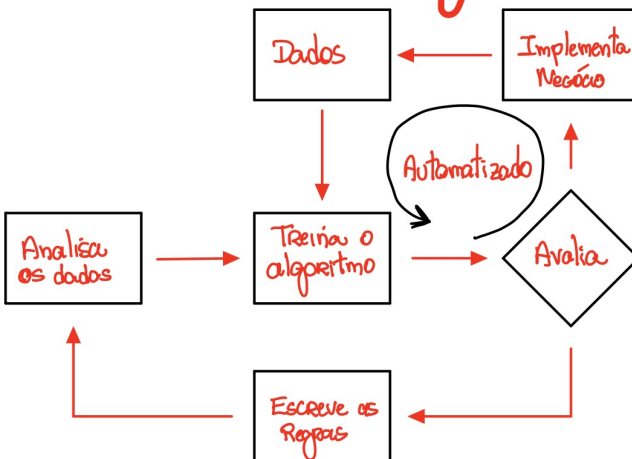 Dados
Implementa
Negócio
Automatizado
Analisa
os dados
Treina o
algoritmo
Avalia
Escreve as
Regras